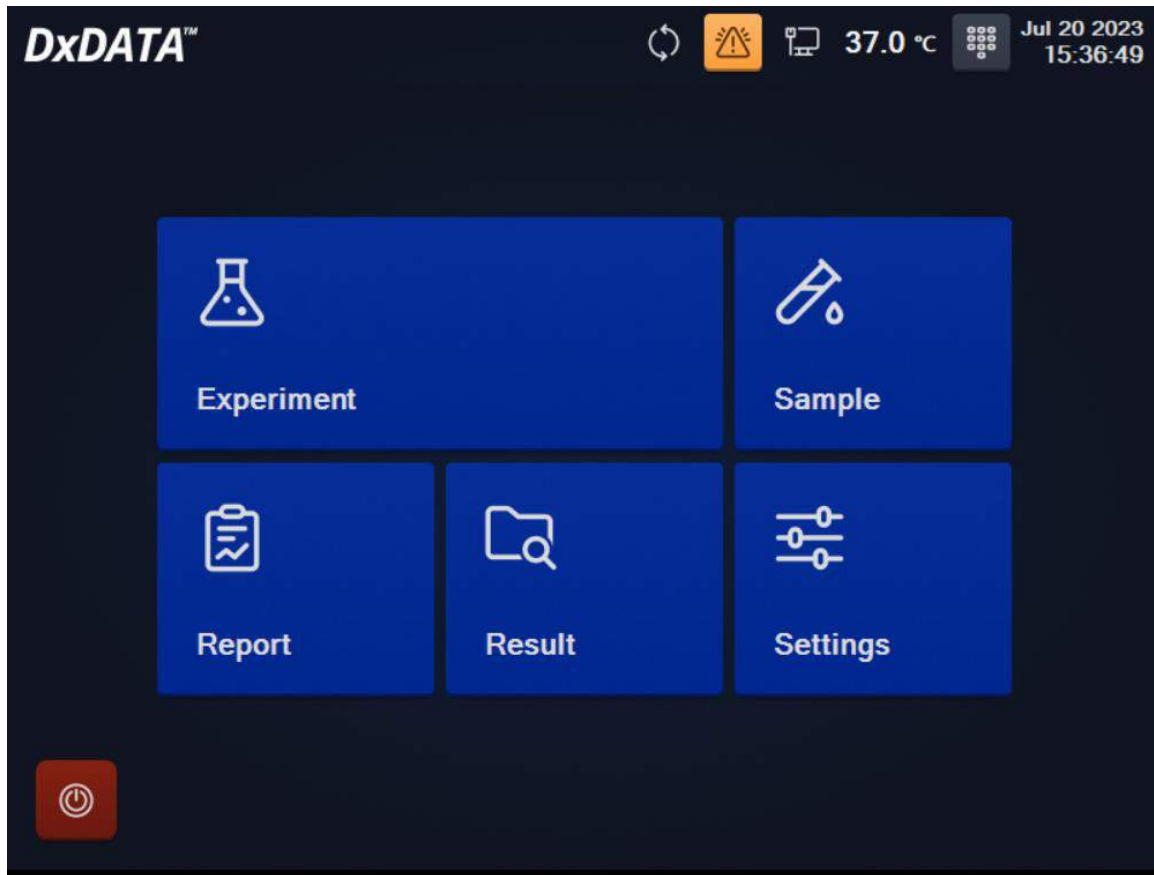 DxDATA™
37.0 °C
Jul 20 2023
15:36:49
Experiment
Sample
Report
Result
Settings